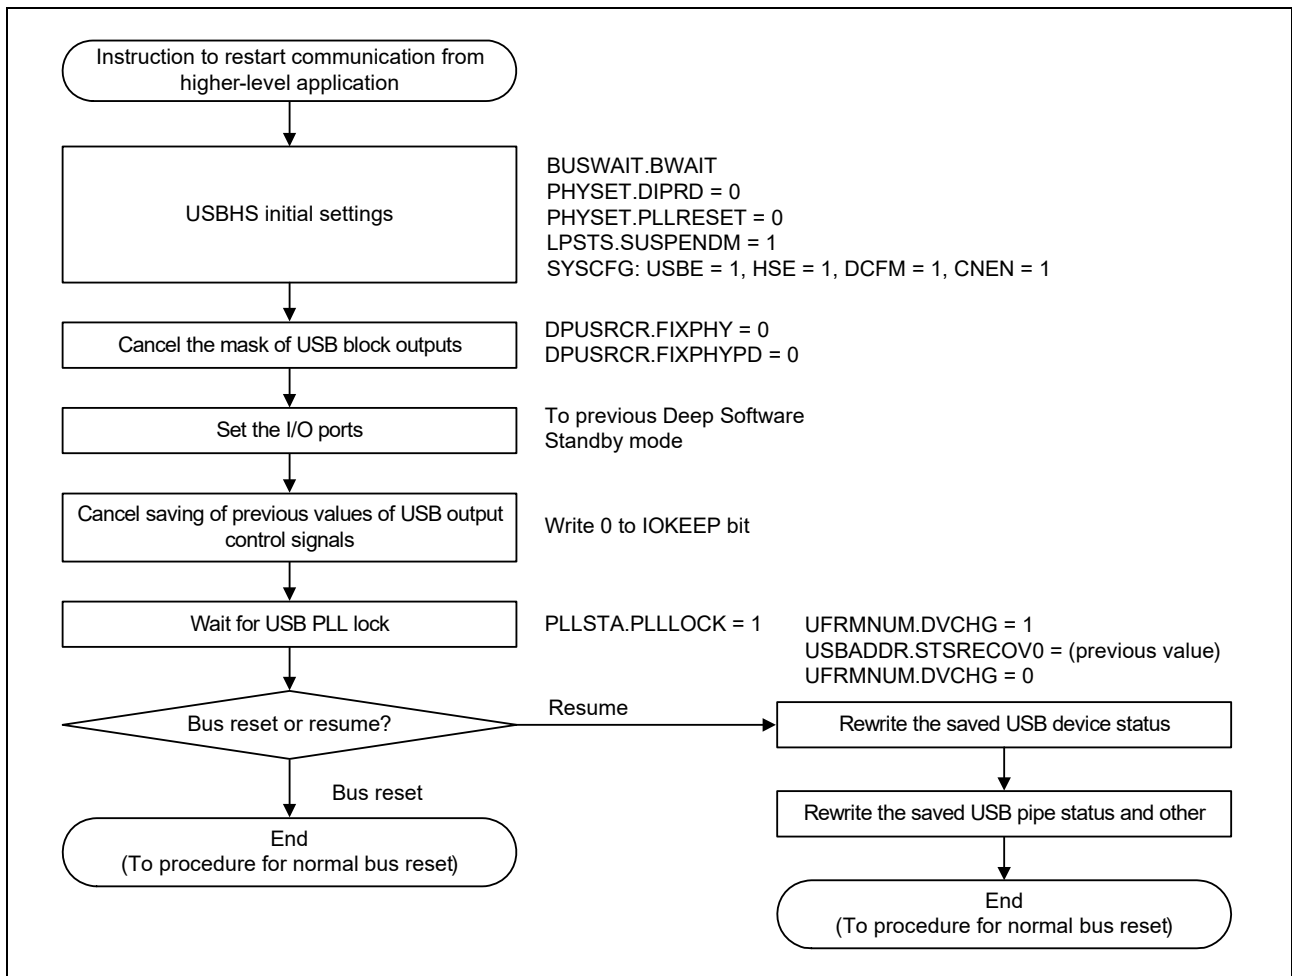 Instruction to restart communication from
higher-level application
USBHS initial settings
BUSWAIT.BWAIT
PHYSET.DIPRD = 0
PHYSET.PLLRESET = 0
LPSTS.SUSPENDM = 1
SYSCFG: USBE = 1, HSE = 1, DCFM = 1, CNEN = 1
Cancel the mask of USB block outputs
DPUSRCR.FIXPHY = 0
DPUSRCR.FIXPHYPD = 0
Set the I/O ports
To previous Deep Software
Standby mode
Cancel saving of previous values of USB output
control signals
Write 0 to IOKEEP bit
Wait for USB PLL lock
PLLSTA.PLLLOCK = 1
UFRMNUM.DVCHG = 1
USBADDR.STSRECOV0 = (previous value)
UFRMNUM.DVCHG = 0
Bus reset or resume?
Resume
Rewrite the saved USB device status
Bus reset
Rewrite the saved USB pipe status and other
End
(To procedure for normal bus reset)
End
(To procedure for normal bus reset)